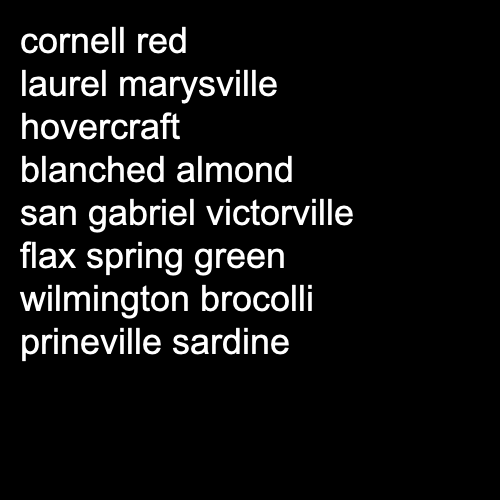 cornell red
laurel marysville
hovercraft
blanched almond
san gabriel victorville
flax spring green
wilmington brocolli
prineville sardine